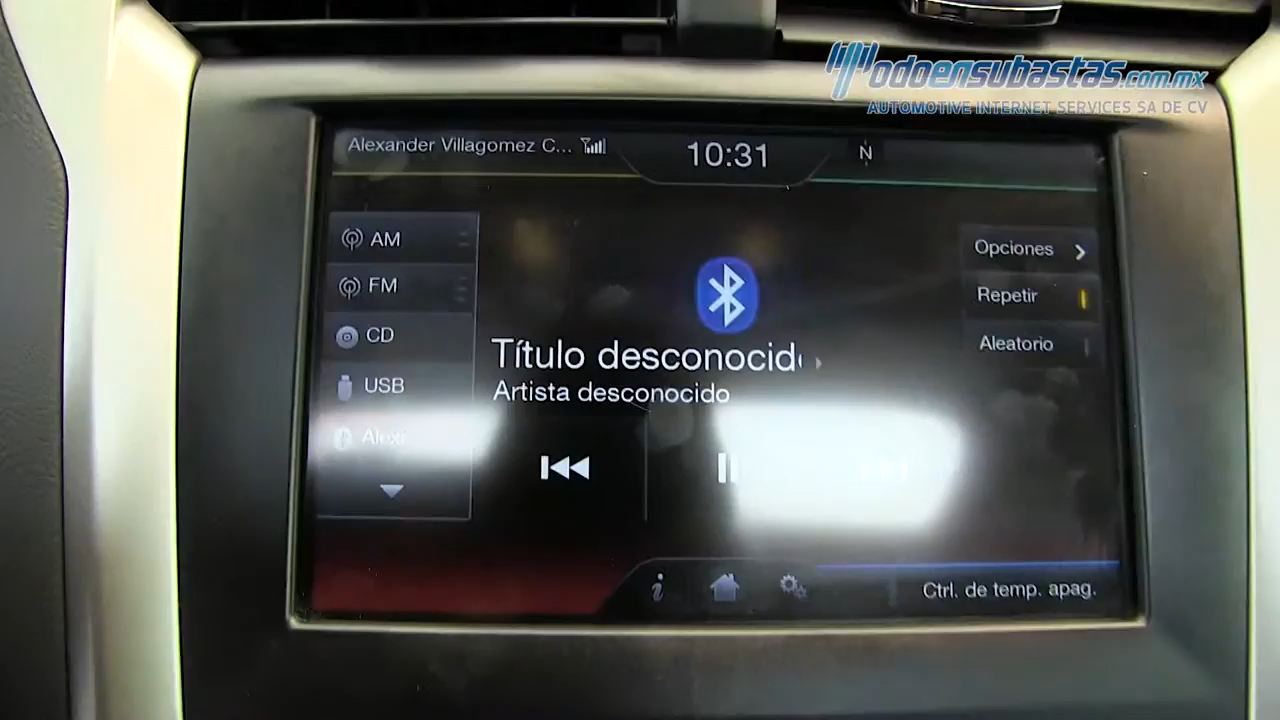 Todoensubastas.com.mx
AUTOMOTIVE INTERNET SERVICES SA DE CV
Alexander Villagomez C...
10:31
N
AM
FM
CD
USB
Opciones
Repetir
Aleatorio
Título desconocid
Artista desconocido
i
Ctrl. de temp. apag.